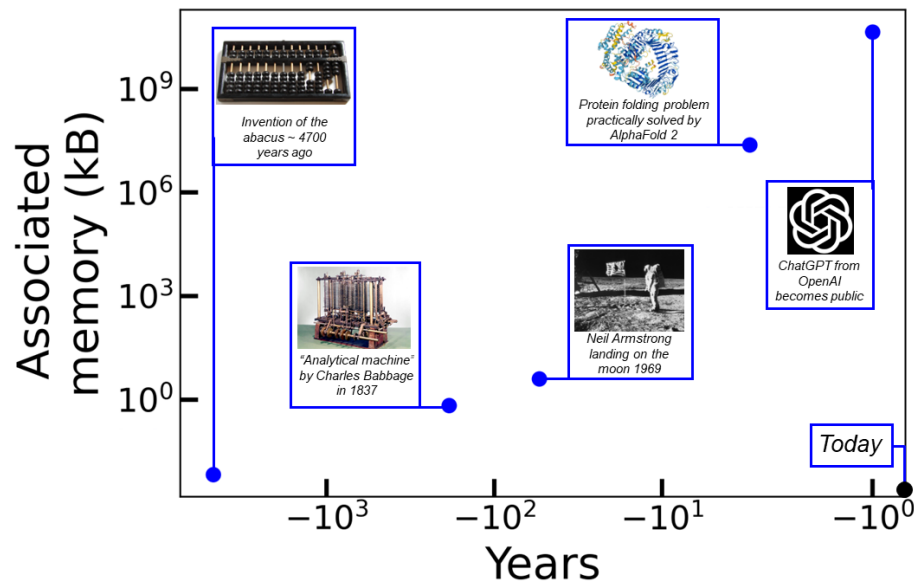 Associated
memory (kB)
10⁹
10⁶
10³
10⁰
Invention of the
abacus ~ 4700
years ago
Protein folding problem
practically solved by
AlphaFold 2
ChatGPT from
OpenAI
becomes public
"Analytical machine"
by Charles Babbage
in 1837
Neil Armstrong
landing on the
moon 1969
Today
−10³
−10²
−10¹
−10⁰
Years